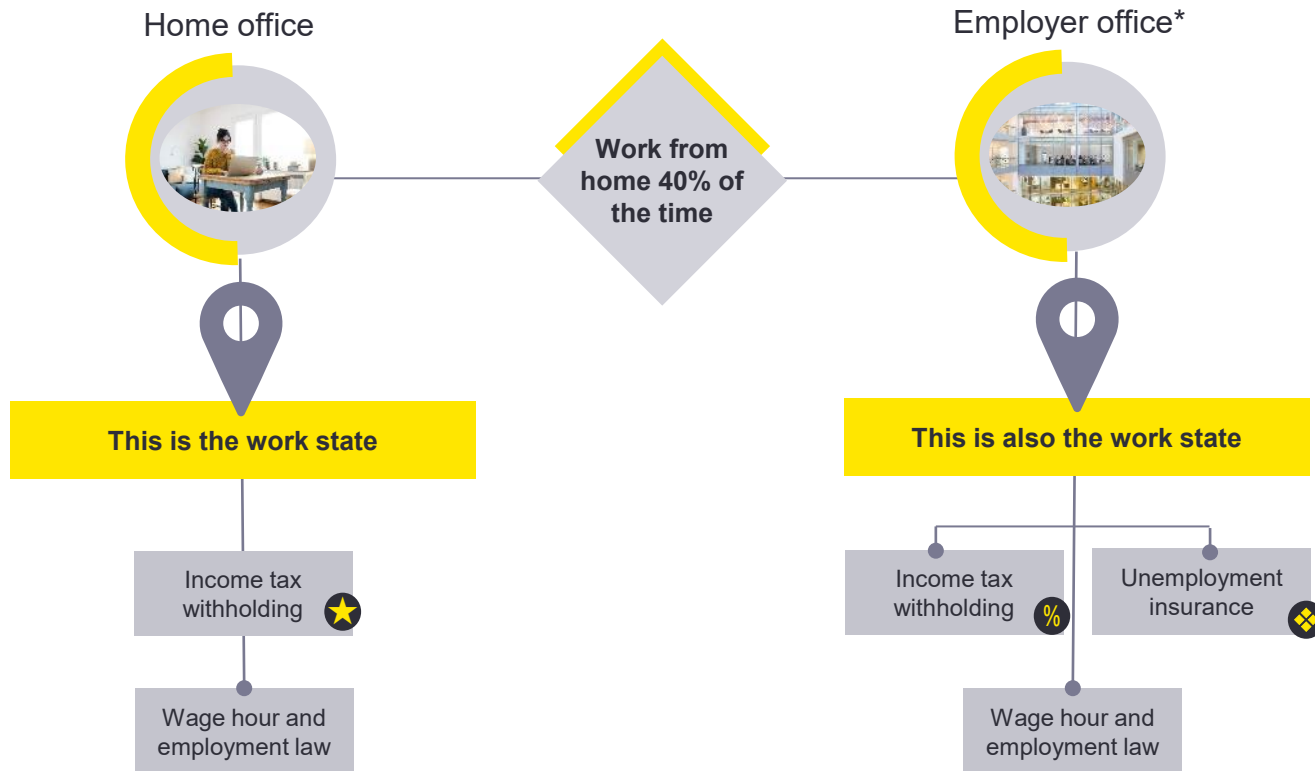 Home office
Employer office*
Work from
home 40% of
the time
This is the work state
This is also the work state
Income tax
withholding
Income tax
withholding
%
Unemployment
insurance
Wage hour and
employment law
Wage hour and
employment law